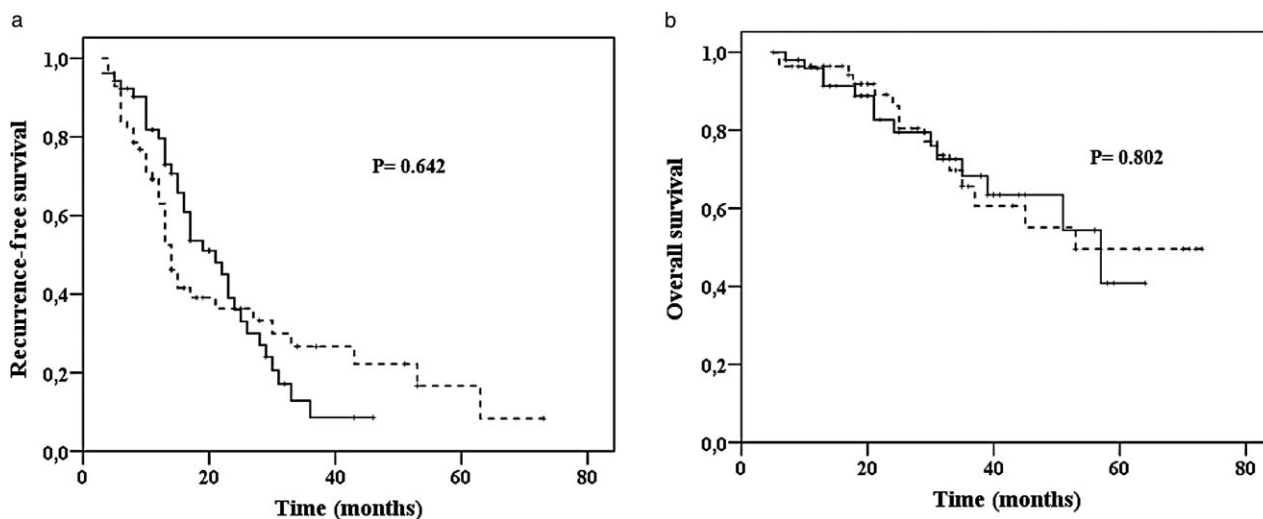 a
Recurrence-free survival
1,0
0,8
0,6
0,4
0,2
0,0
P= 0.642
0
20
40
60
80
Time (months)
b
Overall survival
1,0
0,8
0,6
0,4
0,2
0,0
P= 0.802
0
20
40
60
80
Time (months)